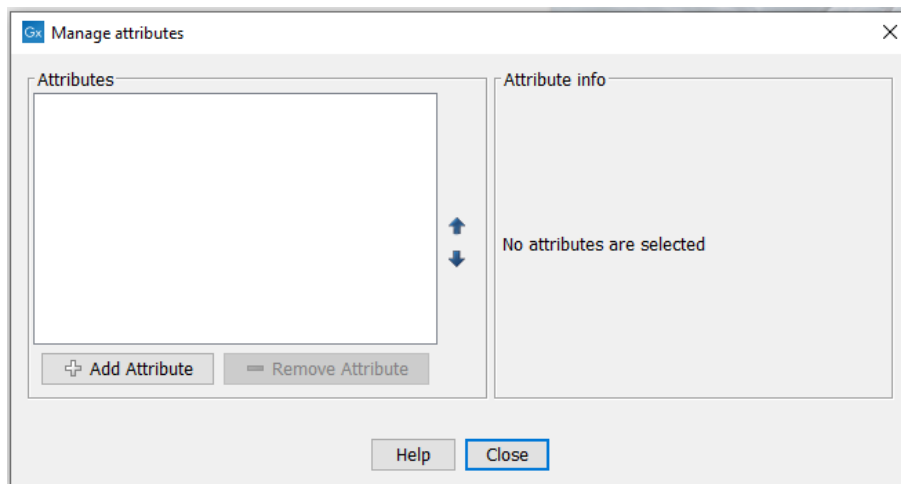 Gx Manage attributes
Attributes
Attribute info
No attributes are selected
Add Attribute
Remove Attribute
Help
Close